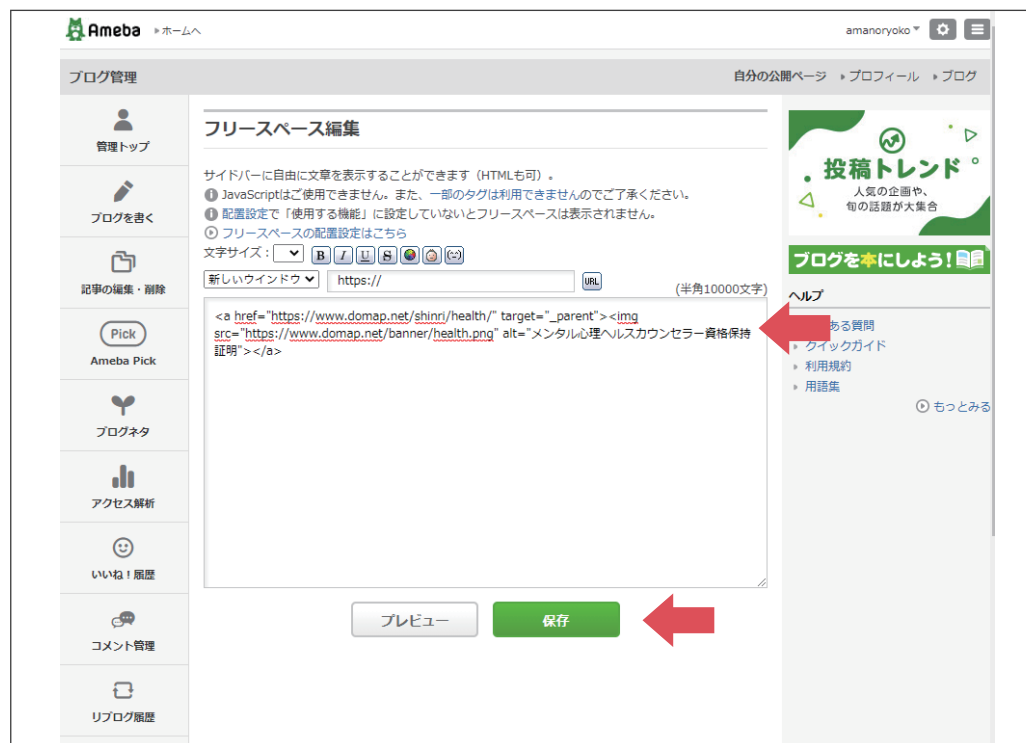 Ameba ホームへ
amanoryoko
ブログ管理
自分の公開ページ プロフィール ブログ
管理トップ
ブログを書く
記事の編集・削除
Pick
Ameba Pick
ブログネタ
アクセス解析
いいね！履歴
コメント管理
リブログ履歴
フリースペース編集
サイドバーに自由に文章を表示することができます（HTMLも可）。
JavaScriptはご使用できません。また、一部のタグは利用できませんのでご了承ください。
配置設定で「使用する機能」に設定していないとフリースペースは表示されません。
フリースペースの配置設定はこちら
文字サイズ： B I U S
新しいウインドウ https:// URL (半角10000文字)
<a href="https://www.domap.net/shinri/health/" target="_parent"><img
src="https://www.domap.net/banner/health.png" alt="メンタル心理ヘルスカウンセラー資格保持
証明"></a>
プレビュー 保存
投稿トレンド
人気の企画や、
旬の話題が大集合
ブログを本にしよう!
ヘルプ
ある質問
クイックガイド
利用規約
用語集
もっとみる